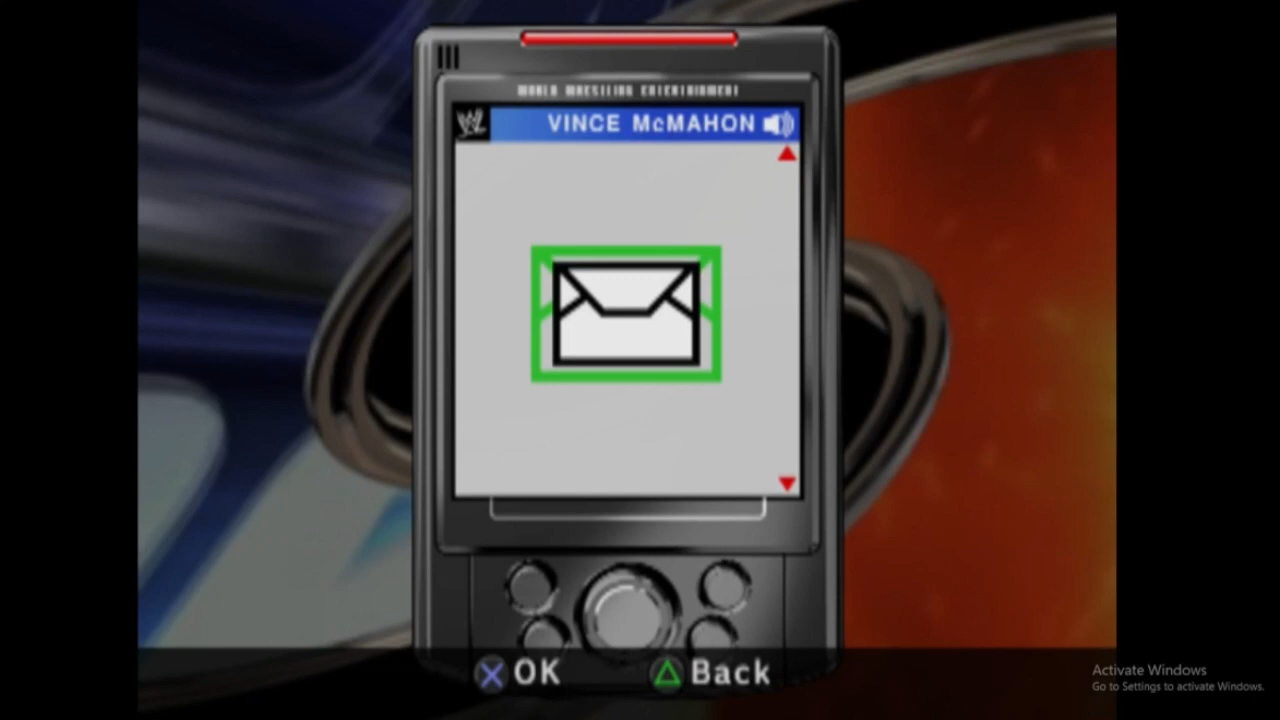 WORLD WRESTLING ENTERTAINMENT
W
VINCE McMAHON
OK Back
Activate Windows
Go to Settings to activate Windows.